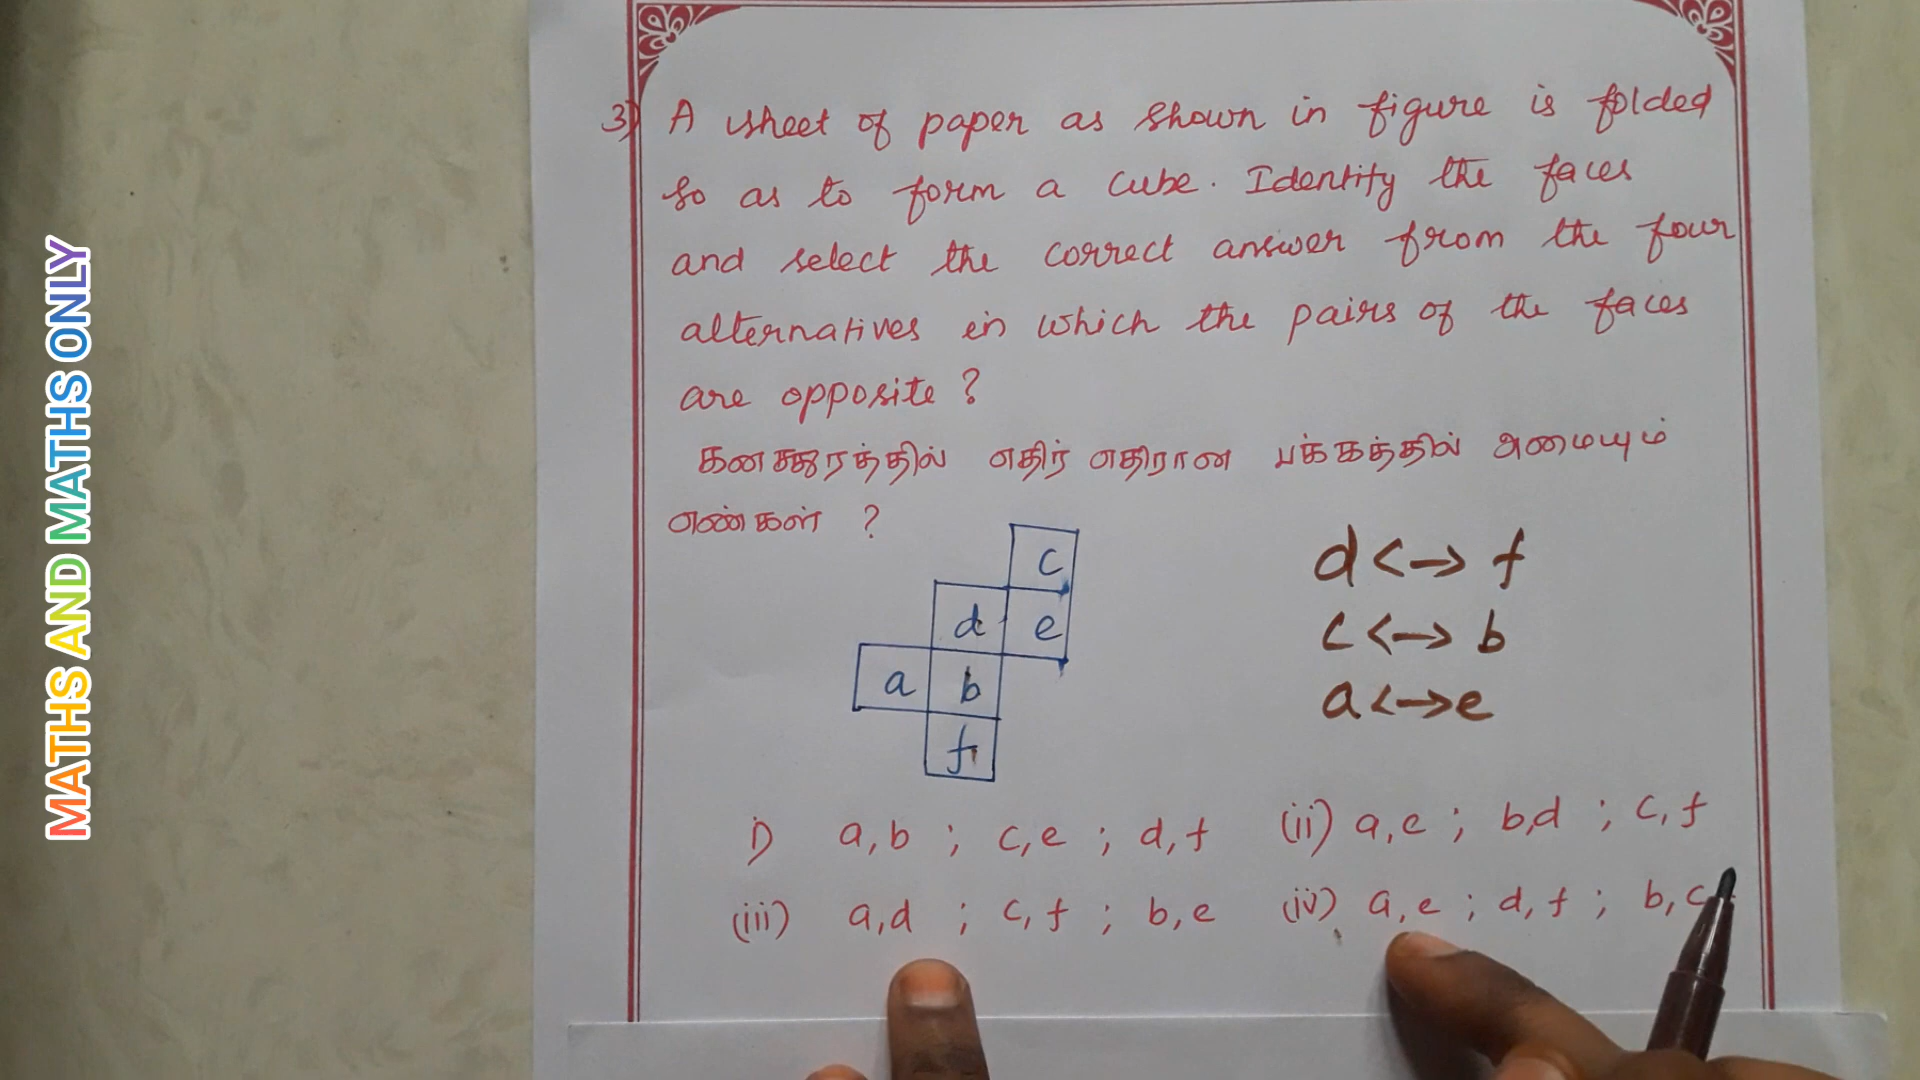 MATHS AND MATHS ONLY
3) A sheet of paper as shown in figure is folded
so as to form a cube. Identify the faces
and select the correct answer from the four
alternatives in which the pairs of the faces
are opposite ?
கனசதுரத்தில் எதிர் எதிரான பக்கத்தில் அமையும்
எண்கள் ?
c
d e
a b
f
d <-> f
c <-> b
a <-> e
i) a,b ; c,e ; d,f (ii) a,e ; b,d ; c,f
(iii) a,d ; c,f ; b,e (iv) a,e ; d,f ; b,c